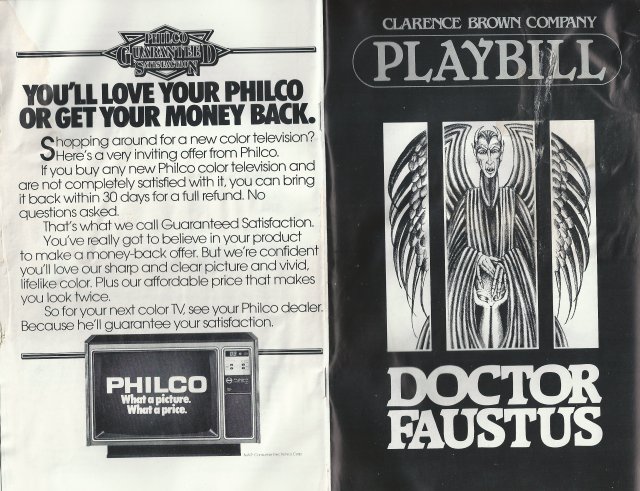 PHILCO
GUARANTEED
SATISFACTION
YOU'LL LOVE YOUR PHILCO
OR GET YOUR MONEY BACK.
Shopping around for a new color television?
Here's a very inviting offer from Philco.
If you buy any new Philco color television and
are not completely satisfied with it, you can bring
it back within 30 days for a full refund. No
questions asked.
That's what we call Guaranteed Satisfaction.
You've really got to believe in your product
to make a money-back offer. But we're confident
you'll love our sharp and clear picture and vivid,
lifelike color. Plus our affordable price that makes
you look twice.
So for your next color TV, see your Philco dealer.
Because he'll guarantee your satisfaction.
PHILCO
What a picture.
What a price.
CLARENCE BROWN COMPANY
PLAYBILL
DOCTOR
FAUSTUS